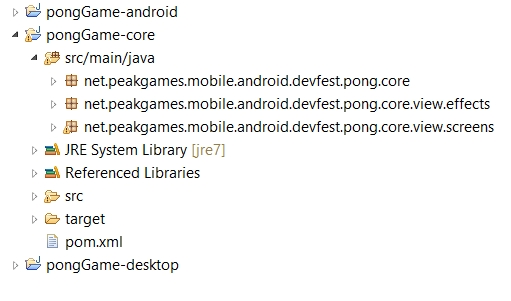 pongGame-android
pongGame-core
src/main/java
net.peakgames.mobile.android.devfest.pong.core
net.peakgames.mobile.android.devfest.pong.core.view.effects
net.peakgames.mobile.android.devfest.pong.core.view.screens
JRE System Library [jre7]
Referenced Libraries
src
target
pom.xml
pongGame-desktop